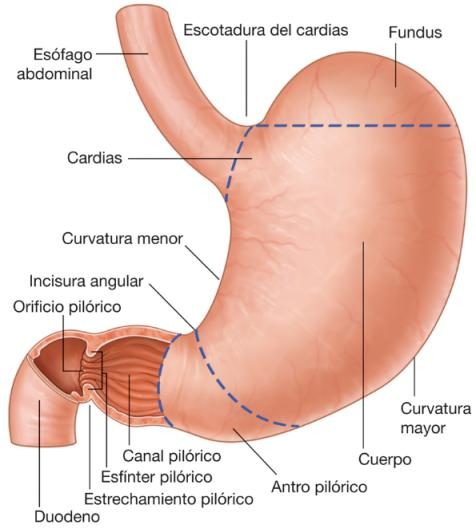 Escotadura del cardias
Fundus
Esófago
abdominal
Cardias
Curvatura menor
Incisura angular
Orificio pilórico
Curvatura
mayor
Canal pilórico
Cuerpo
Esfínter pilórico
Antro pilórico
Estrechamiento pilórico
Duodeno